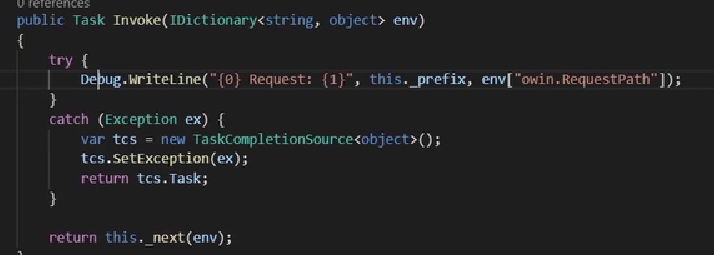 0 references
public Task Invoke(IDictionary<string, object> env)
{
try {
Debug.WriteLine("{0} Request: {1}", this._prefix, env["owin.RequestPath"]);
}
catch (Exception ex) {
var tcs = new TaskCompletionSource<object>();
tcs.SetException(ex);
return tcs.Task;
}
return this._next(env);
}